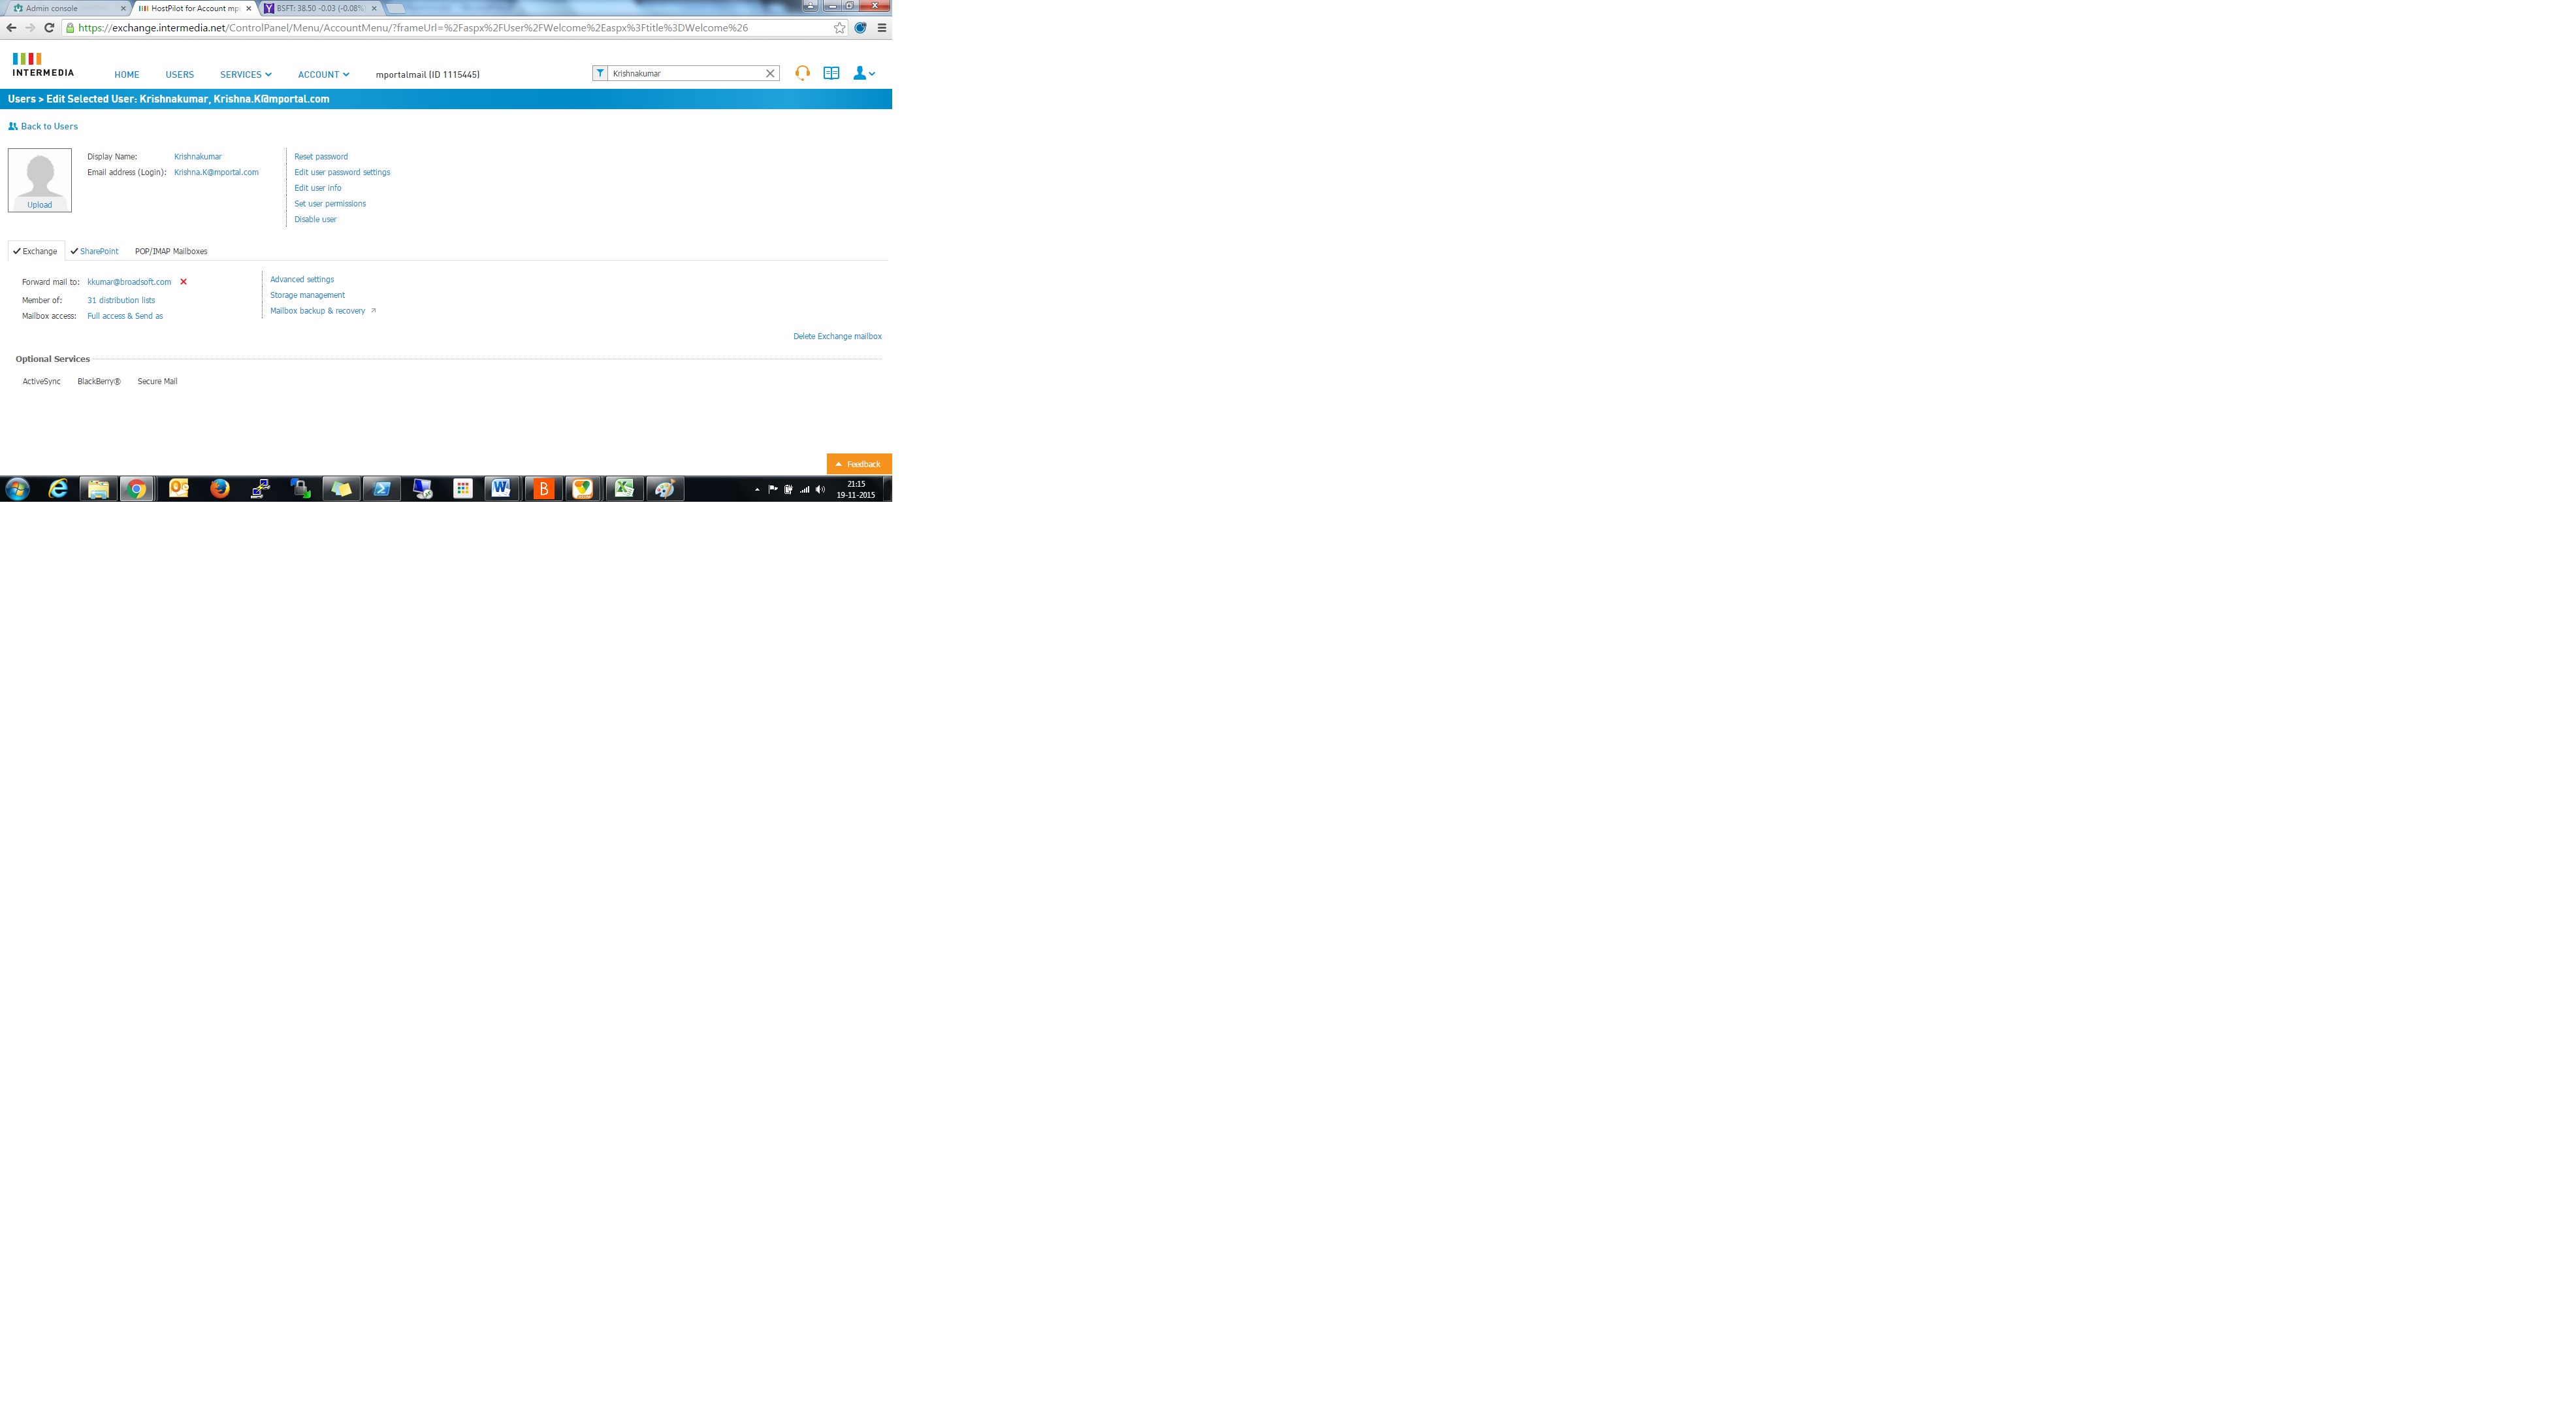 Admin console
HostPilot for Account mp
BSFT: 38.50 -0.03 (-0.08%
https://exchange.intermedia.net/ControlPanel/Menu/AccountMenu/?frameUrl=%2Faspx%2FUser%2FWelcome%2Easpx%3Ftitle%3DWelcome%26
INTERMEDIA
HOME USERS SERVICES ACCOUNT mportalmail (ID 1115445)
Krishnakumar
Users > Edit Selected User: Krishnakumar, Krishna.K@mportal.com
Back to Users
Upload
Display Name: Krishnakumar
Email address (Login): Krishna.K@mportal.com
Reset password
Edit user password settings
Edit user info
Set user permissions
Disable user
Exchange SharePoint POP/IMAP Mailboxes
Forward mail to: kkumar@broadsoft.com
Member of: 31 distribution lists
Mailbox access: Full access & Send as
Advanced settings
Storage management
Mailbox backup & recovery
Delete Exchange mailbox
Optional Services
ActiveSync BlackBerry® Secure Mail
Feedback
21:15
19-11-2015